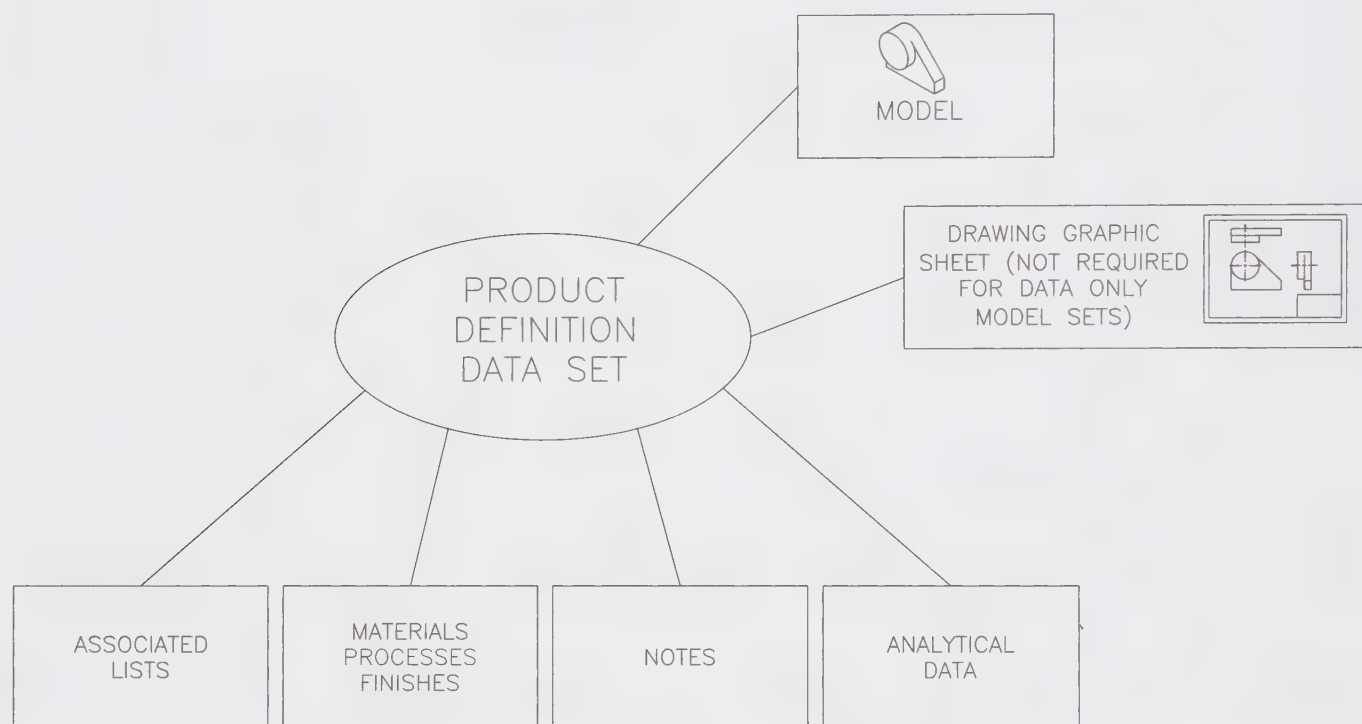 MODEL
DRAWING GRAPHIC
SHEET (NOT REQUIRED
FOR DATA ONLY
MODEL SETS)
PRODUCT
DEFINITION
DATA SET
ASSOCIATED
LISTS
MATERIALS
PROCESSES
FINISHES
NOTES
ANALYTICAL
DATA